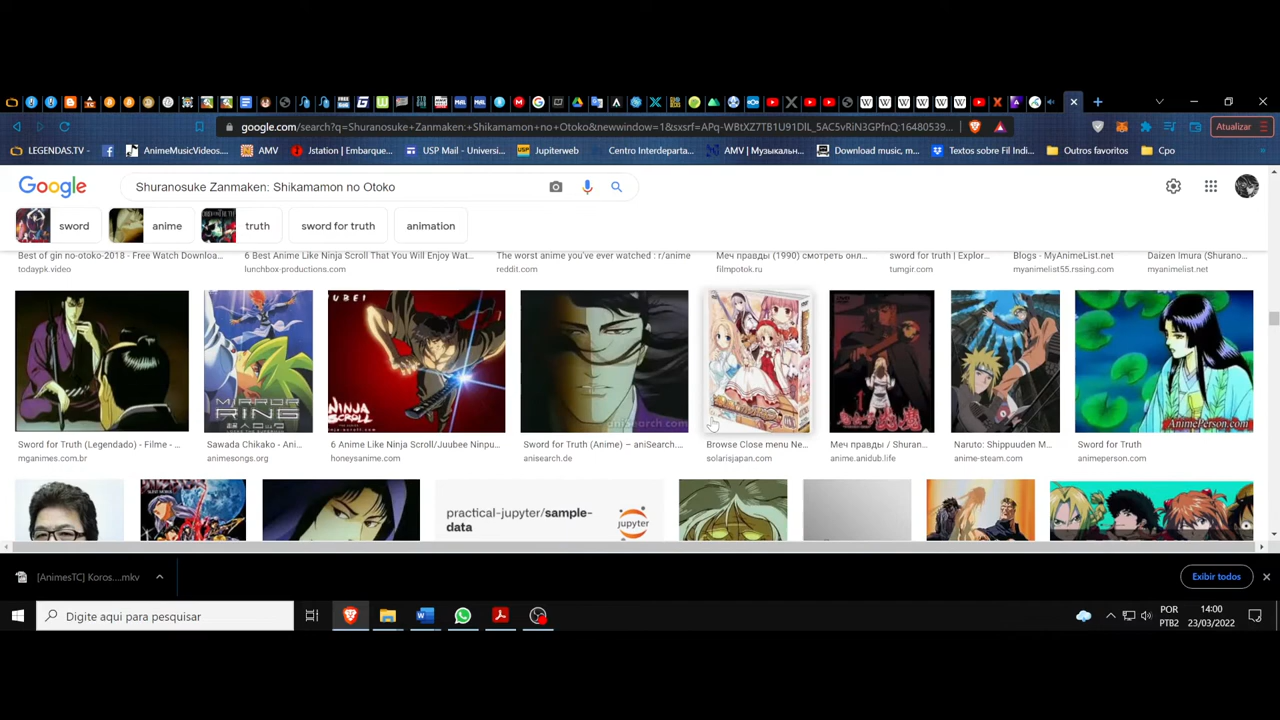 google.com/search?q=Shuranosuke+Zanmaken:+Shikamamon+no+Otoko&newwindow=1&sxsrf=APq-WBtXZ7TB1U91DIL_5AC5vRiN3GPfnQ:16480539...
Atualizar
LEGENDAS.TV -
AnimeMusicVideos....
AMV
Jstation | Embarque...
USP Mail - Universi...
Jupiterweb
Centro Interdeparta...
AMV | Музыкальн...
Download music, m...
Textos sobre Fil Indi...
Outros favoritos
Cpo
Google
Shuranosuke Zanmaken: Shikamamon no Otoko
sword
anime
truth
sword for truth
animation
Best of gin no-otoko-2018 - Free Watch Downloa...
6 Best Anime Like Ninja Scroll That You Will Enjoy Wat...
The worst anime you've ever watched : r/anime
Меч правды (1990) смотреть онл...
sword for truth | Explor...
Blogs - MyAnimeList.net
Daizen Imura (Shurano...
todaypk.video
lunchbox-productions.com
reddit.com
filmpotok.ru
tumgir.com
myanimelist55.rssing.com
myanimelist.net
JUBEI
NINJA
SCROLL
THE SERIES
MIRROR
RING
aniSearch.com
AnimePerson.com
Sword for Truth (Legendado) - Filme - ...
Sawada Chikako - Ani...
6 Anime Like Ninja Scroll/Juubee Ninpu...
Sword for Truth (Anime) – aniSearch....
Browse Close menu Ne...
Меч правды / Shuran...
Naruto: Shippuuden M...
Sword for Truth
mganimes.com.br
animesongs.org
honeysanime.com
anisearch.de
solarisjapan.com
anime.anidub.life
anime-steam.com
animeperson.com
practical-jupyter/sample-
data
jupyter
[AnimesTC] Koros....mkv
Exibir todos
Digite aqui para pesquisar
POR
PTB2
14:00
23/03/2022